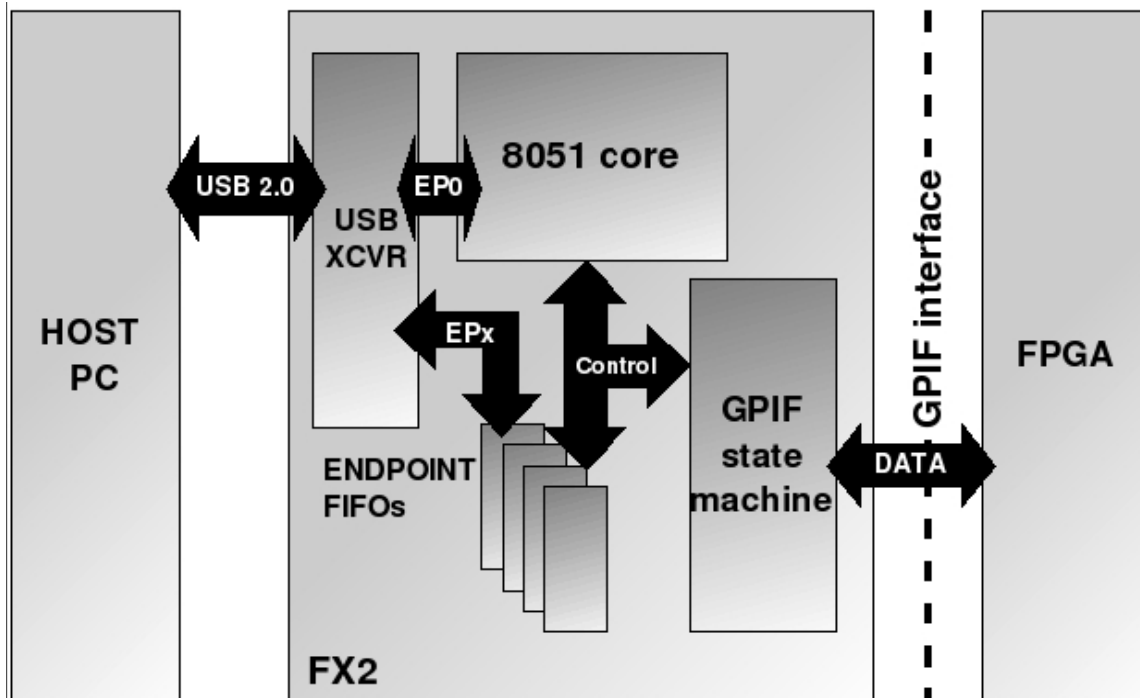 HOST
PC
USB 2.0
USB
XCVR
EP0
8051 core
EPx
Control
ENDPOINT
FIFOs
GPIF
state
machine
FX2
DATA
GPIF interface
FPGA